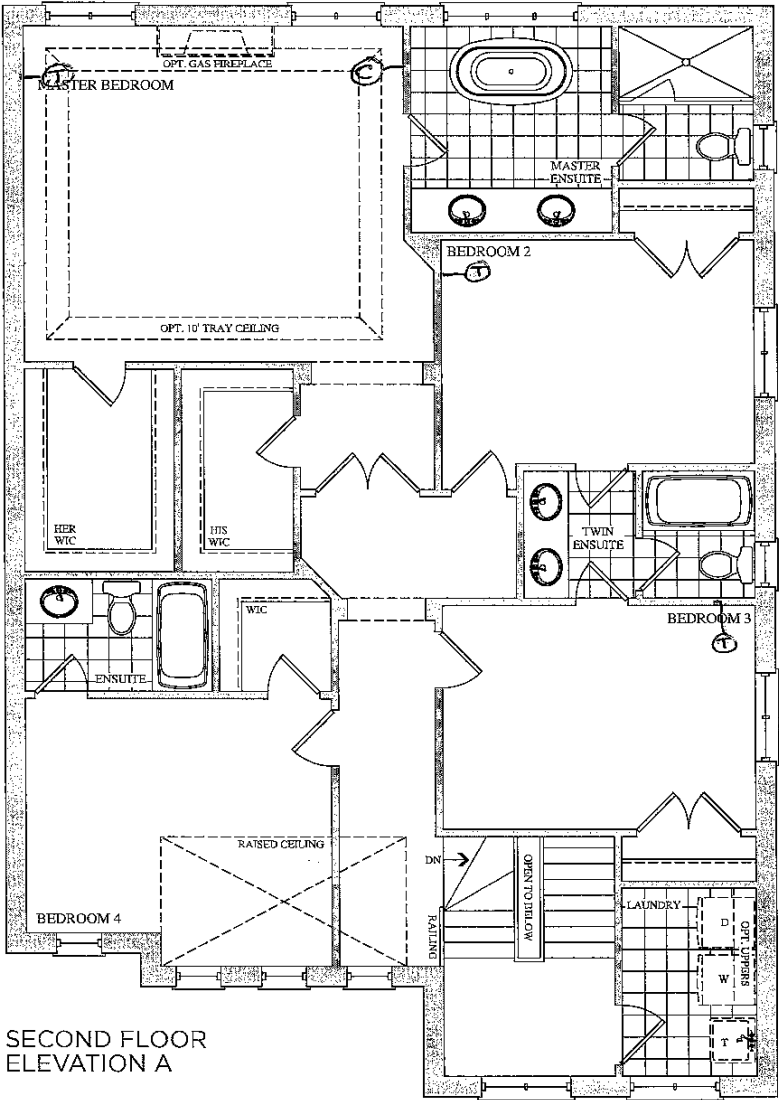 OPT. GAS FIREPLACE
T
C
MASTER BEDROOM
MASTER
ENSUITE
BEDROOM 2
T
OPT. 10' TRAY CEILING
HER
WIC
HIS
WIC
TWIN
ENSUITE
WIC
BEDROOM 3
T
ENSUITE
RAISED CEILING
DN
OPEN TO BELOW
RAILING
BEDROOM 4
LAUNDRY
D
OPT. UPPERS
W
T
SECOND FLOOR
ELEVATION A